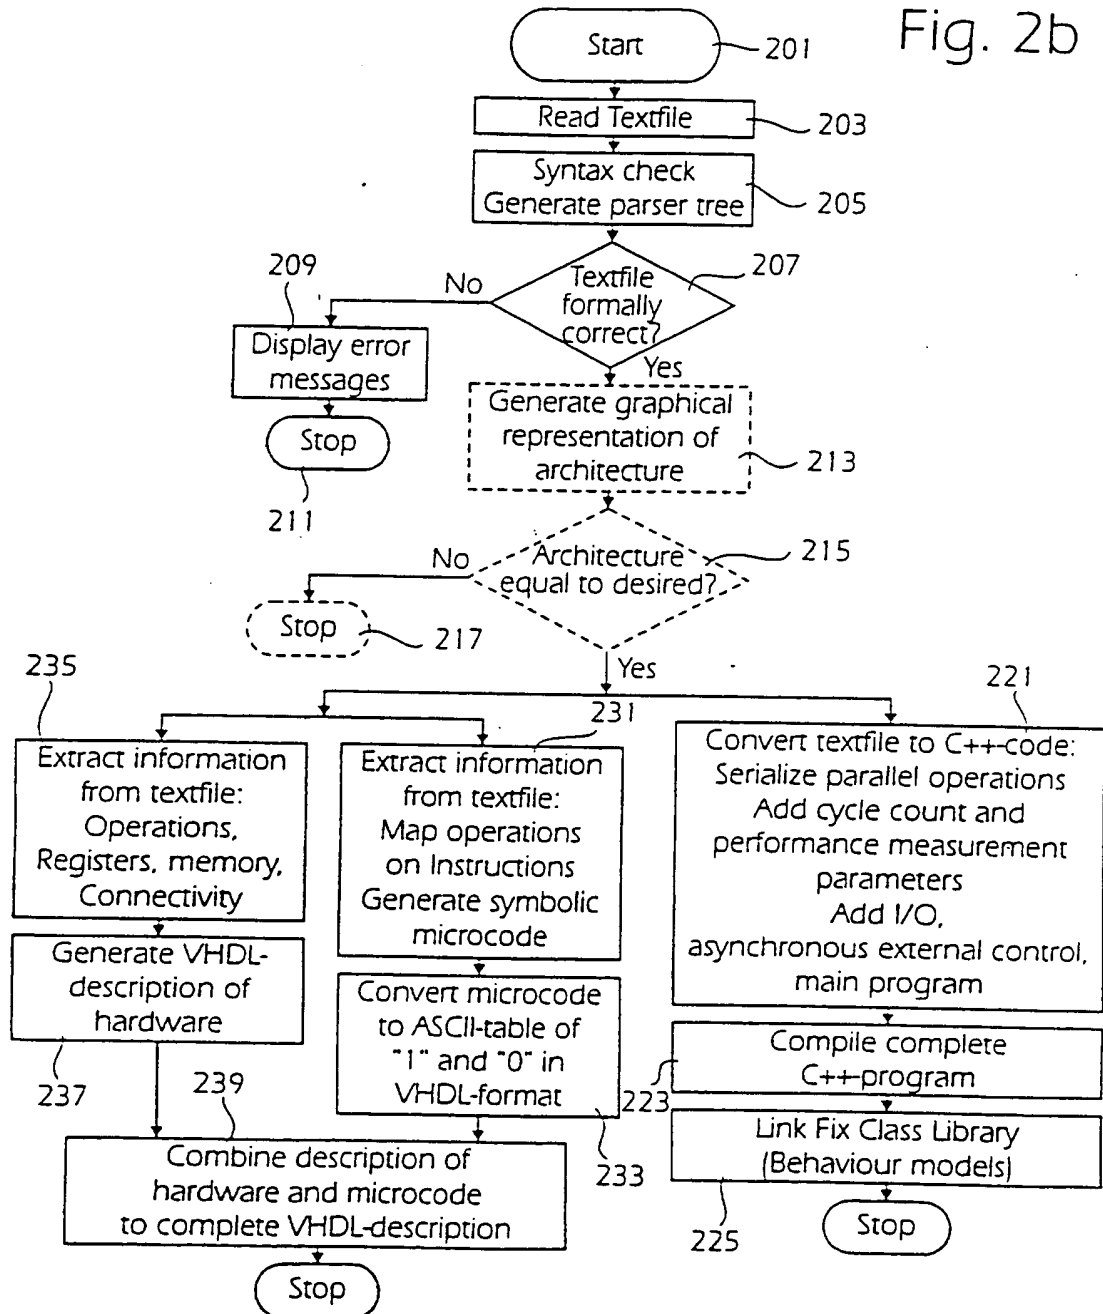 Fig. 2b
Start
201
Read Textfile
203
Syntax check
Generate parser tree
205
209
No
207
Textfile
formally
correct?
Display error
messages
Yes
Stop
211
Generate graphical
representation of
architecture
213
No
Architecture
equal to desired?
215
Stop
217
Yes
235
231
221
Extract information
from textfile:
Operations,
Registers, memory,
Connectivity
Extract information
from textfile:
Map operations
on Instructions
Generate symbolic
microcode
Convert textfile to C++-code:
Serialize parallel operations
Add cycle count and
performance measurement
parameters
Add I/O,
asynchronous external control,
main program
Generate VHDL-
description of
hardware
237
239
Convert microcode
to ASCII-table of
"1" and "0" in
VHDL-format
233
Compile complete
C++-program
223
Link Fix Class Library
(Behaviour models)
225
Stop
Combine description of
hardware and microcode
to complete VHDL-description
Stop